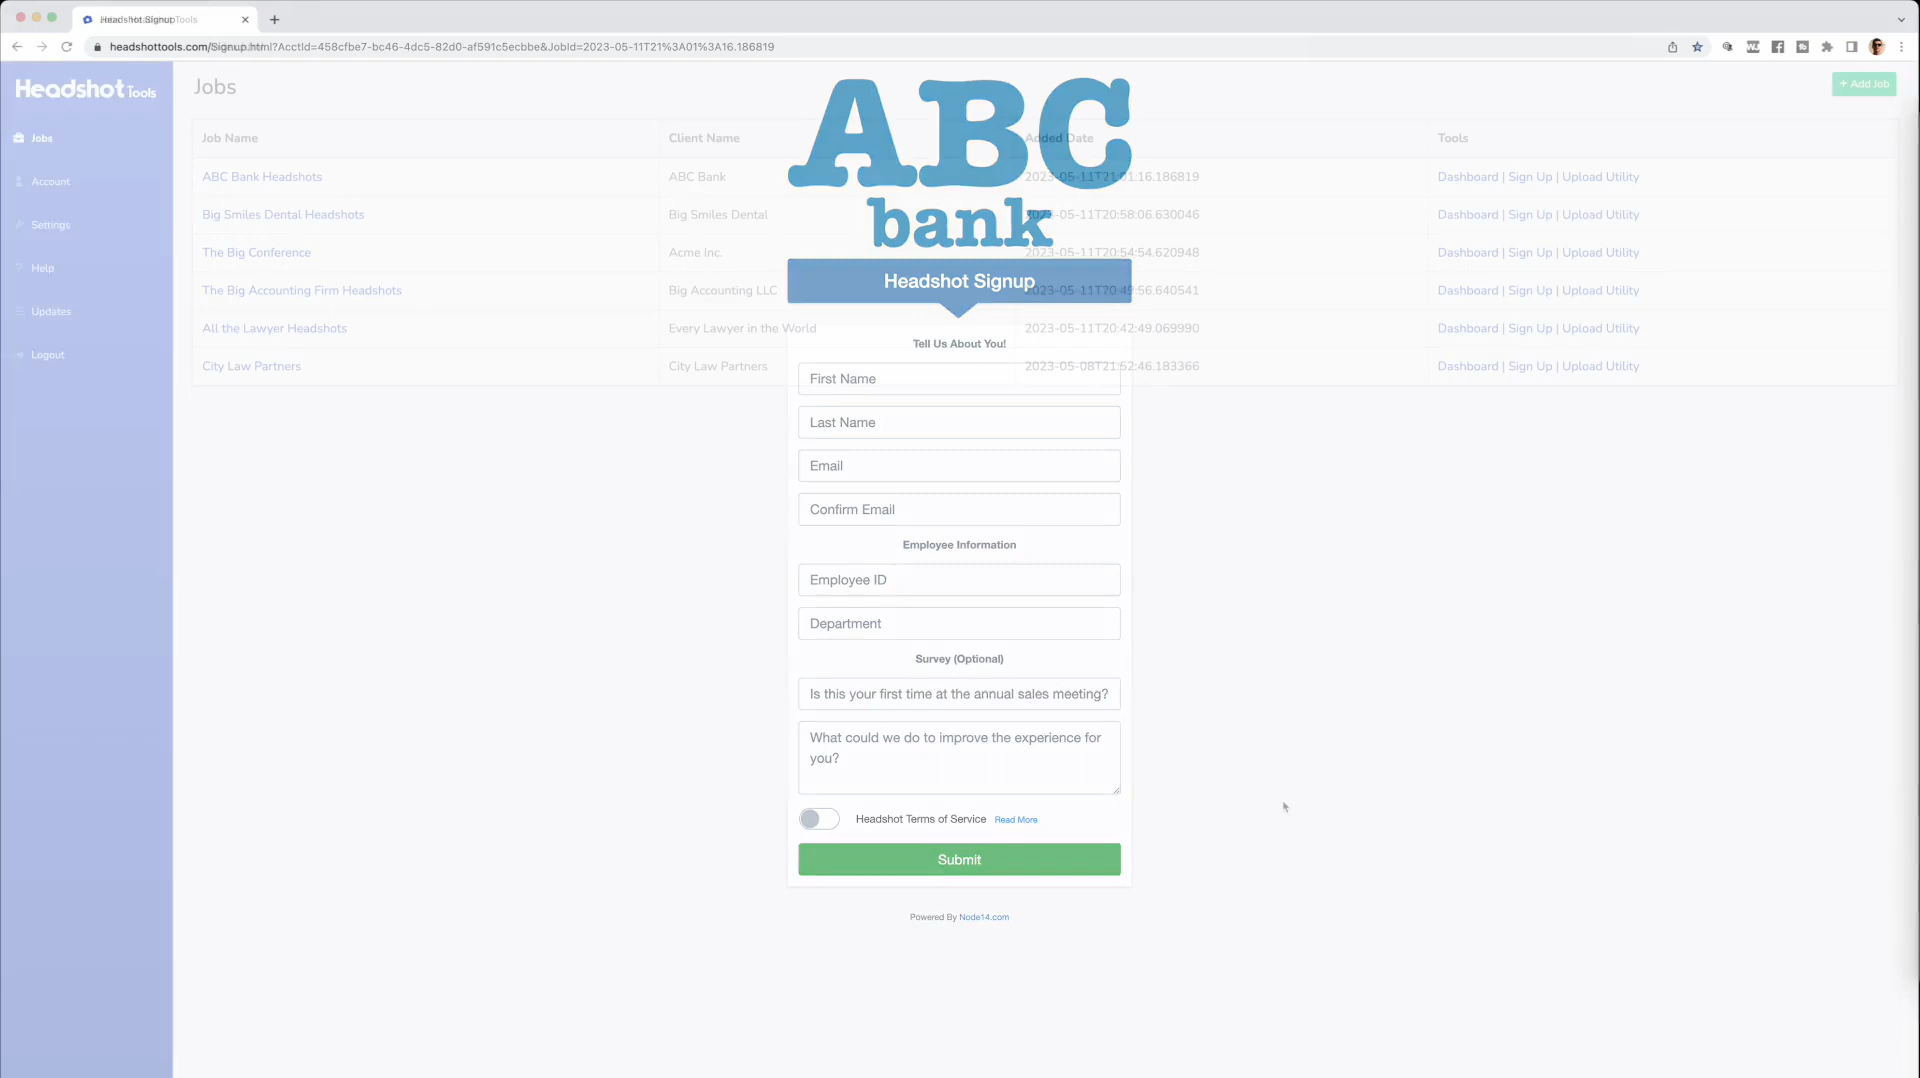 Headshot Signup
headshottools.com/Signup.html?AcctId=458cfbe7-bc46-4dc5-82d0-af591c5ecbbe&JobId=2023-05-11T21%3A01%3A16.186819
Headshot Tools
Jobs
Account
Settings
Help
Updates
Logout
Jobs
+ Add Job
Job Name Client Name Added Date Tools
ABC Bank Headshots ABC Bank 2023-05-11T21:01:16.186819 Dashboard | Sign Up | Upload Utility
Big Smiles Dental Headshots Big Smiles Dental 2023-05-11T20:58:06.630046 Dashboard | Sign Up | Upload Utility
The Big Conference Acme Inc. 2023-05-11T20:54:54.620948 Dashboard | Sign Up | Upload Utility
The Big Accounting Firm Headshots Big Accounting LLC Dashboard | Sign Up | Upload Utility
All the Lawyer Headshots Every Lawyer in the World 2023-05-11T20:42:49.069990 Dashboard | Sign Up | Upload Utility
City Law Partners City Law Partners 2023-05-08T21:52:46.183366 Dashboard | Sign Up | Upload Utility
ABC
bank
Headshot Signup
Tell Us About You!
First Name
Last Name
Email
Confirm Email
Employee Information
Employee ID
Department
Survey (Optional)
Is this your first time at the annual sales meeting?
What could we do to improve the experience for
you?
Headshot Terms of Service Read More
Submit
Powered By Node14.com